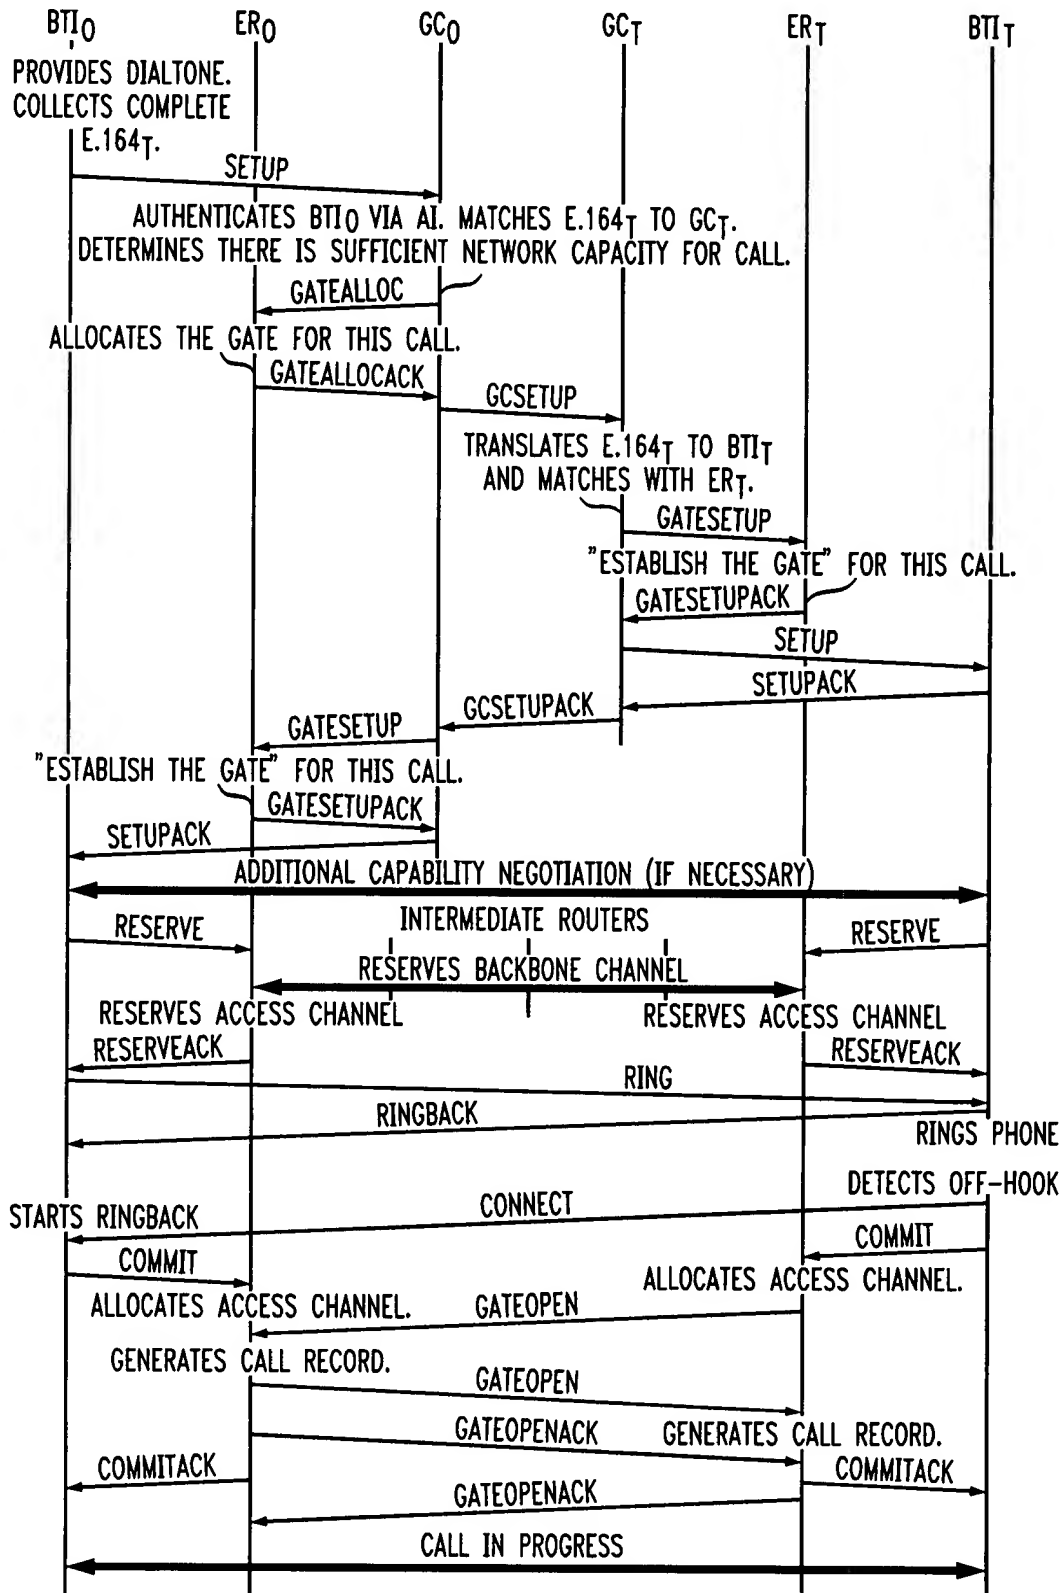 BTIO ERO GCO GCT ERT BTIT
PROVIDES DIALTONE.
COLLECTS COMPLETE
E.164T.
SETUP
AUTHENTICATES BTIO VIA AI. MATCHES E.164T TO GCT.
DETERMINES THERE IS SUFFICIENT NETWORK CAPACITY FOR CALL.
GATEALLOC
ALLOCATES THE GATE FOR THIS CALL.
GATEALLOCACK
GCSETUP
TRANSLATES E.164T TO BTIT
AND MATCHES WITH ERT.
GATESETUP
"ESTABLISH THE GATE" FOR THIS CALL.
GATESETUPACK
SETUP
SETUPACK
GCSETUPACK
GATESETUP
"ESTABLISH THE GATE" FOR THIS CALL.
GATESETUPACK
SETUPACK
ADDITIONAL CAPABILITY NEGOTIATION (IF NECESSARY)
RESERVE
INTERMEDIATE ROUTERS
RESERVE
RESERVES BACKBONE CHANNEL
RESERVES ACCESS CHANNEL
RESERVES ACCESS CHANNEL
RESERVEACK
RESERVEACK
RING
RINGBACK
RINGS PHONE
DETECTS OFF-HOOK
CONNECT
STARTS RINGBACK
COMMIT
COMMIT
ALLOCATES ACCESS CHANNEL.
ALLOCATES ACCESS CHANNEL.
GATEOPEN
GENERATES CALL RECORD.
GATEOPEN
GATEOPENACK
GENERATES CALL RECORD.
COMMITACK
COMMITACK
GATEOPENACK
CALL IN PROGRESS